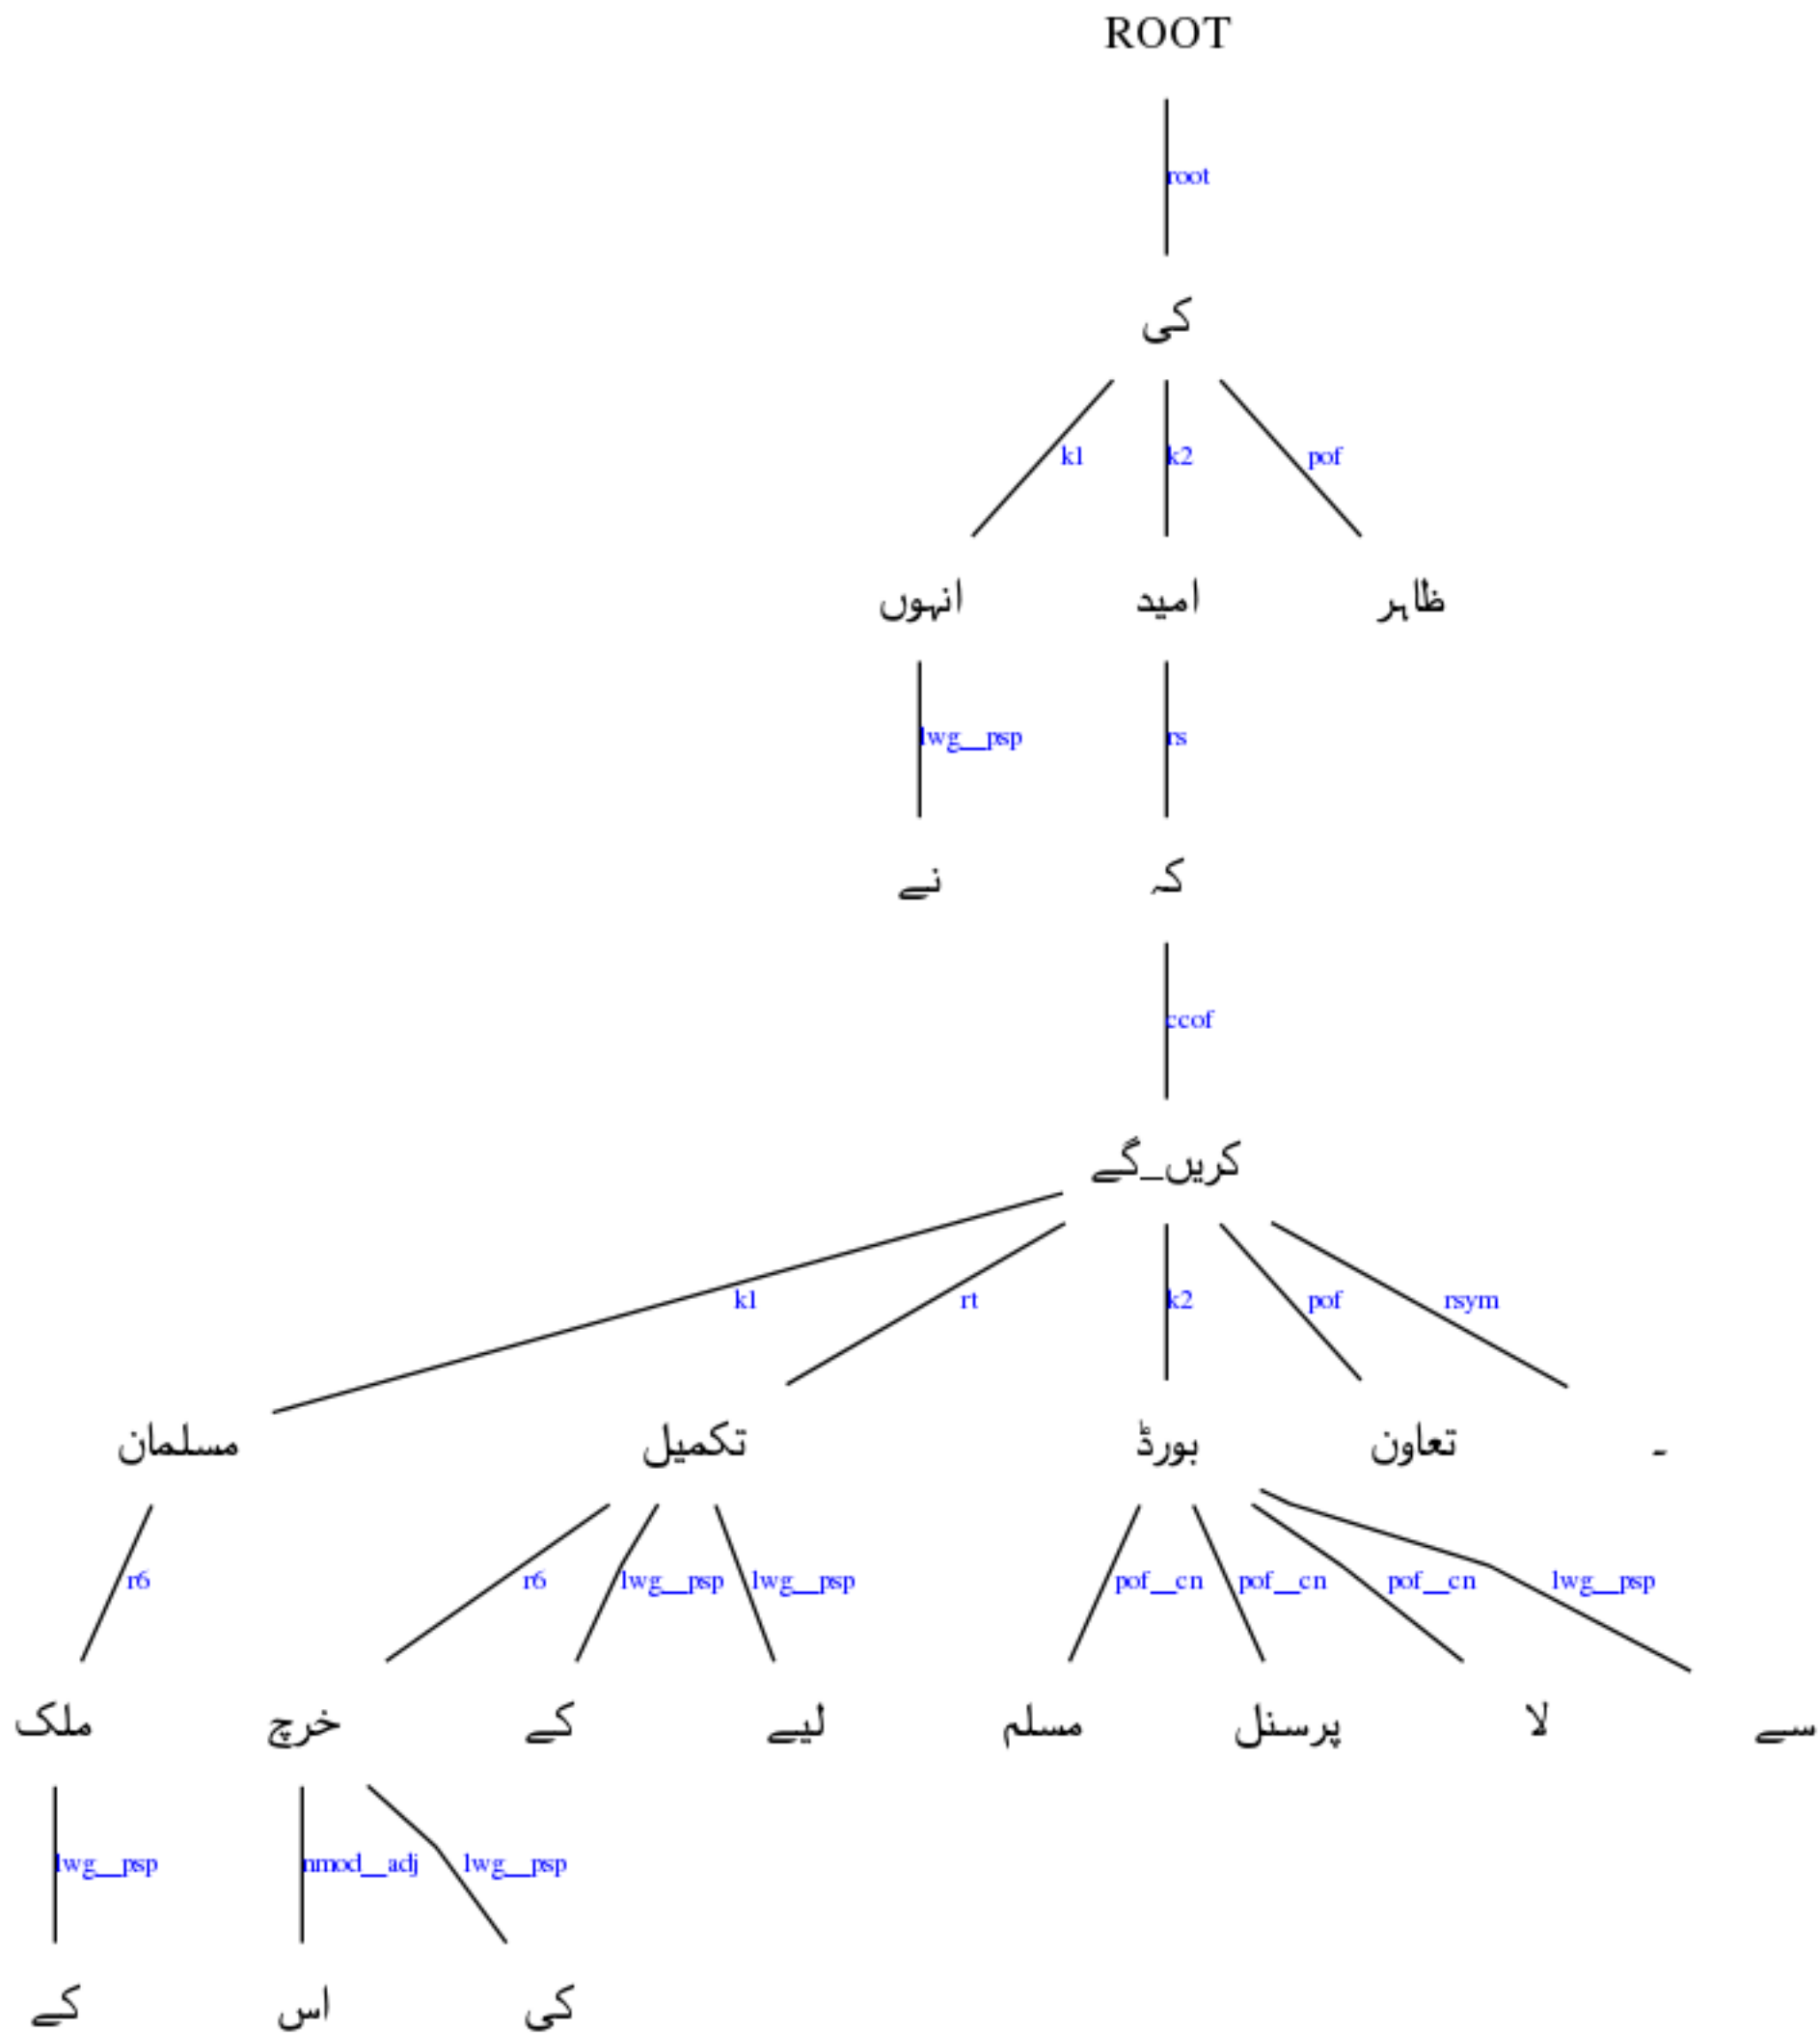 ROOT
root
کی
k1 k2 pof
انہوں امید ظاہر
lwg__psp rs
نے کہ
ccof
کریں_گے
k1 rt k2 pof rsym
مسلمان تکمیل بورڈ تعاون ۔
r6 r6 lwg__psp lwg__psp pof__cn pof__cn pof__cn lwg__psp
ملک خرچ کے لیے مسلم پرسنل لا سے
lwg__psp nmod__adj lwg__psp
کے اس کی